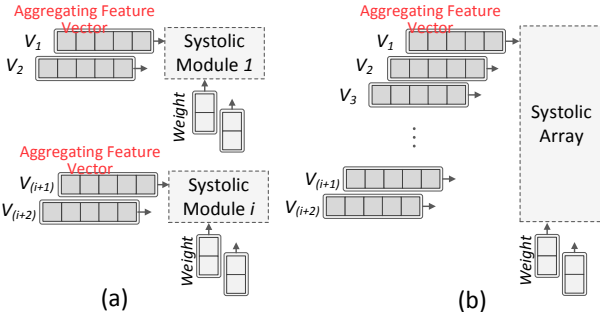 Aggregating Feature
Vector
V1
V2
Systolic
Module 1
Weight
Aggregating Feature
Vector
V(i+1)
V(i+2)
Systolic
Module i
Weight
(a)
Aggregating Feature
Vector
V1
V2
V3
V(i+1)
V(i+2)
Systolic
Array
Weight
(b)